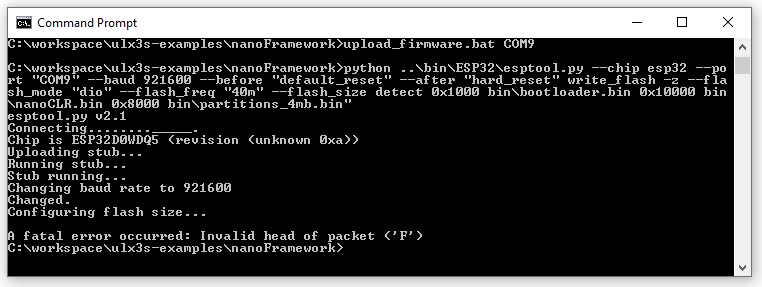 Command Prompt
C:\workspace\ulx3s-examples\nanoFramework>upload_firmware.bat COM9
C:\workspace\ulx3s-examples\nanoFramework>python ..\bin\ESP32\esptool.py --chip esp32 --po
rt "COM9" --baud 921600 --before "default_reset" --after "hard_reset" write_flash -z --fla
sh_mode "dio" --flash_freq "40m" --flash_size detect 0x1000 bin\bootloader.bin 0x10000 bin
\nanoCLR.bin 0x8000 bin\partitions_4mb.bin"
esptool.py v2.1
Connecting........_____.
Chip is ESP32D0WDQ5 (revision (unknown 0xa))
Uploading stub...
Running stub...
Stub running...
Changing baud rate to 921600
Changed.
Configuring flash size...
A fatal error occurred: Invalid head of packet ('F')
C:\workspace\ulx3s-examples\nanoFramework>